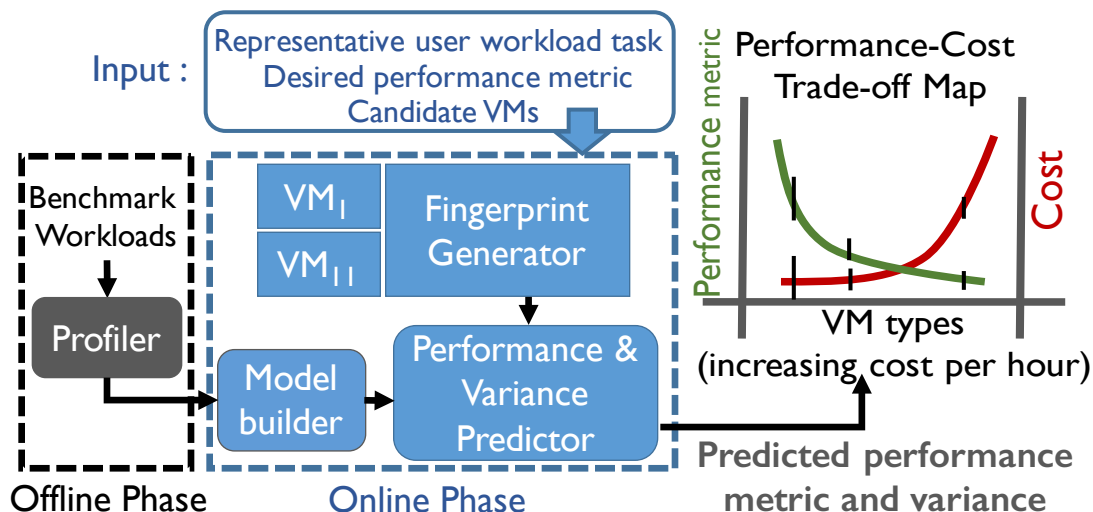 Input :
Representative user workload task
Desired performance metric
Candidate VMs
Benchmark
Workloads
Profiler
Offline Phase
VM I
VM I I
Fingerprint
Generator
Model
builder
Performance &
Variance
Predictor
Online Phase
Performance-Cost
Trade-off Map
Performance metric
Cost
VM types
(increasing cost per hour)
Predicted performance
metric and variance